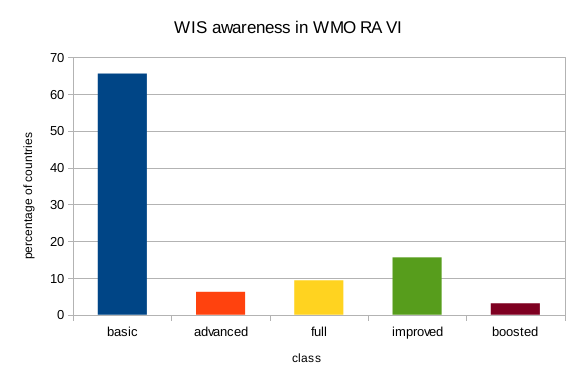 WIS awareness in WMO RA VI
70
60
50
40
30
20
10
0
percentage of countries
basic
advanced
full
improved
boosted
class